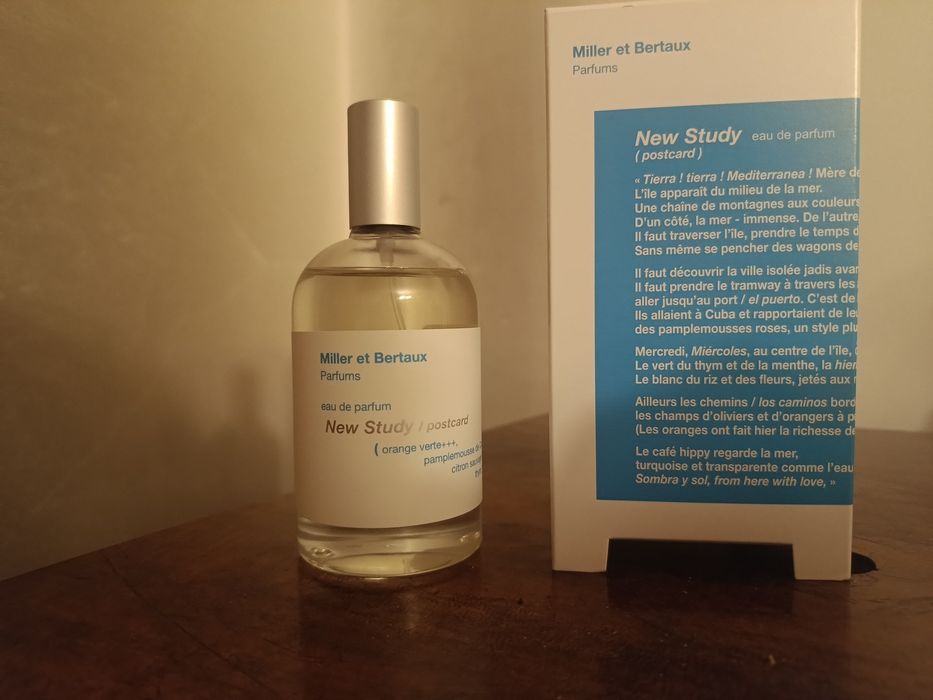 Miller et Bertaux
Parfums
eau de parfum
New Study / postcard
( orange verte+++,
pamplemousse de
citron
Miller et Bertaux
Parfums
New Study eau de parfum
( postcard )
« Tierra ! tierra ! Mediterranea ! Mère
L'île apparaît du milieu de la mer.
Une chaîne de montagnes aux couleurs
D'un côté, la mer - immense. De l'autre
Il faut traverser l'île, prendre le temps
Sans même se pencher des wagons de
Il faut découvrir la ville isolée jadis
Il faut prendre le tramway à travers les
aller jusqu'au port / el puerto. C'est
Ils allaient à Cuba et rapportaient de
des pamplemousses roses, un style
Mercredi, Miércoles, au centre de l'île,
Le vert du thym et de la menthe, la
Le blanc du riz et des fleurs, jetés aux
Ailleurs les chemins / los caminos
les champs d'oliviers et d'orangers à
(Les oranges ont fait hier la richesse
Le café hippy regarde la mer,
turquoise et transparente comme l'eau
Sombra y sol, from here with love, »